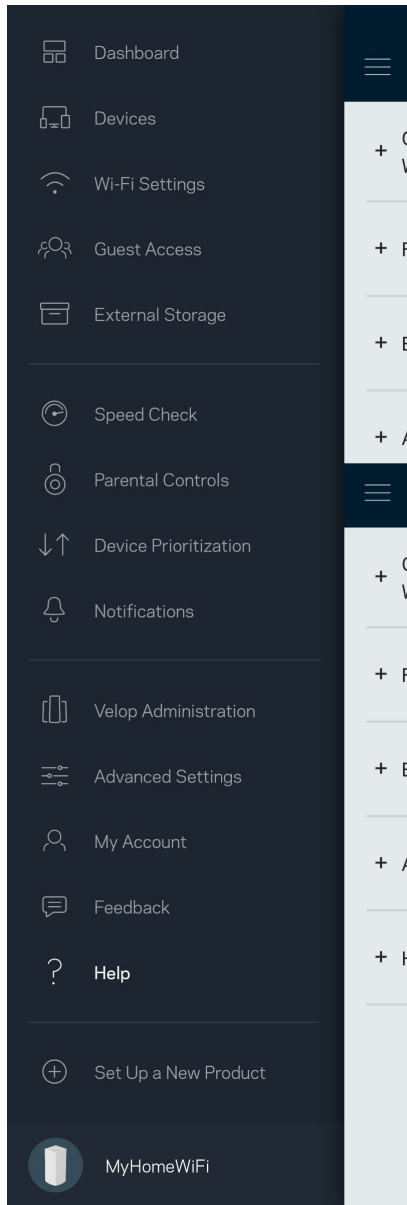 Dashboard
Devices
Wi-Fi Settings
Guest Access
External Storage
Speed Check
Parental Controls
Device Prioritization
Notifications
Velop Administration
Advanced Settings
My Account
Feedback
Help
Set Up a New Product
MyHomeWiFi